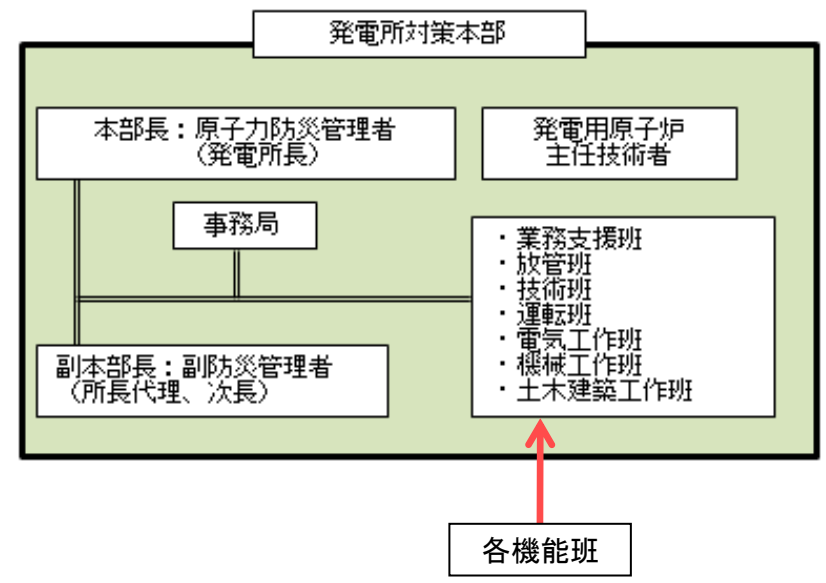 発電所対策本部
本部長：原子力防災管理者
（発電所長）
発電用原子炉
主任技術者
事務局
・業務支援班
・放管班
・技術班
・運転班
・電気工作班
・機械工作班
・土木建築工作班
副本部長：副防災管理者
（所長代理、次長）
各機能班